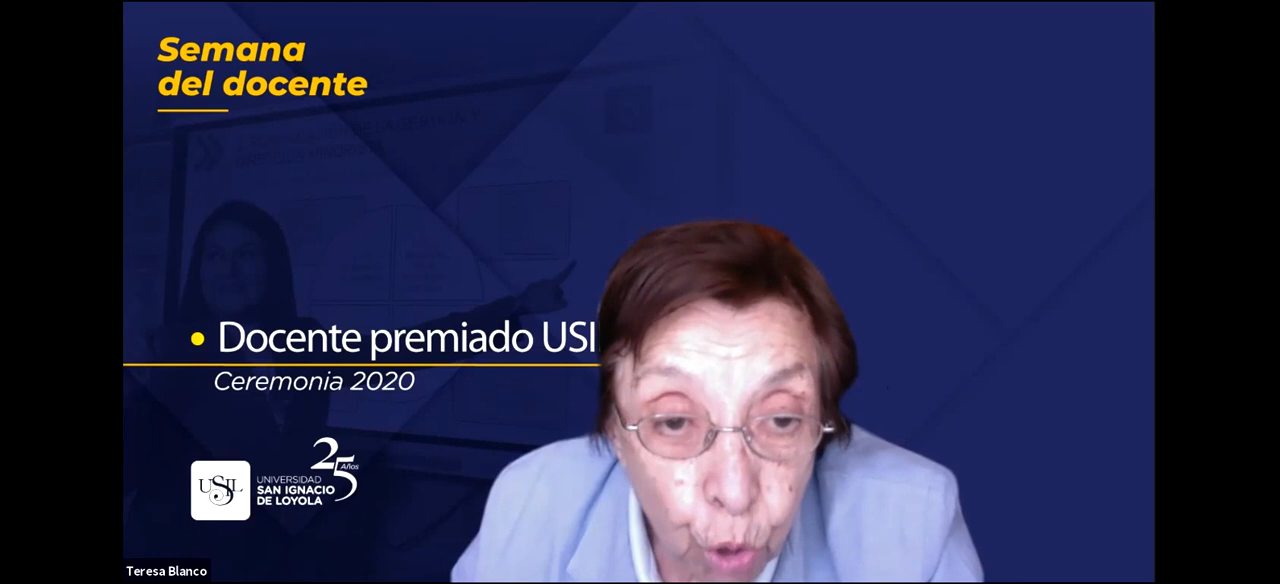 Semana
del docente
Docente premiado USI
Ceremonia 2020
25
Años
USIL
UNIVERSIDAD
SAN IGNACIO
DE LOYOLA
Teresa Blanco